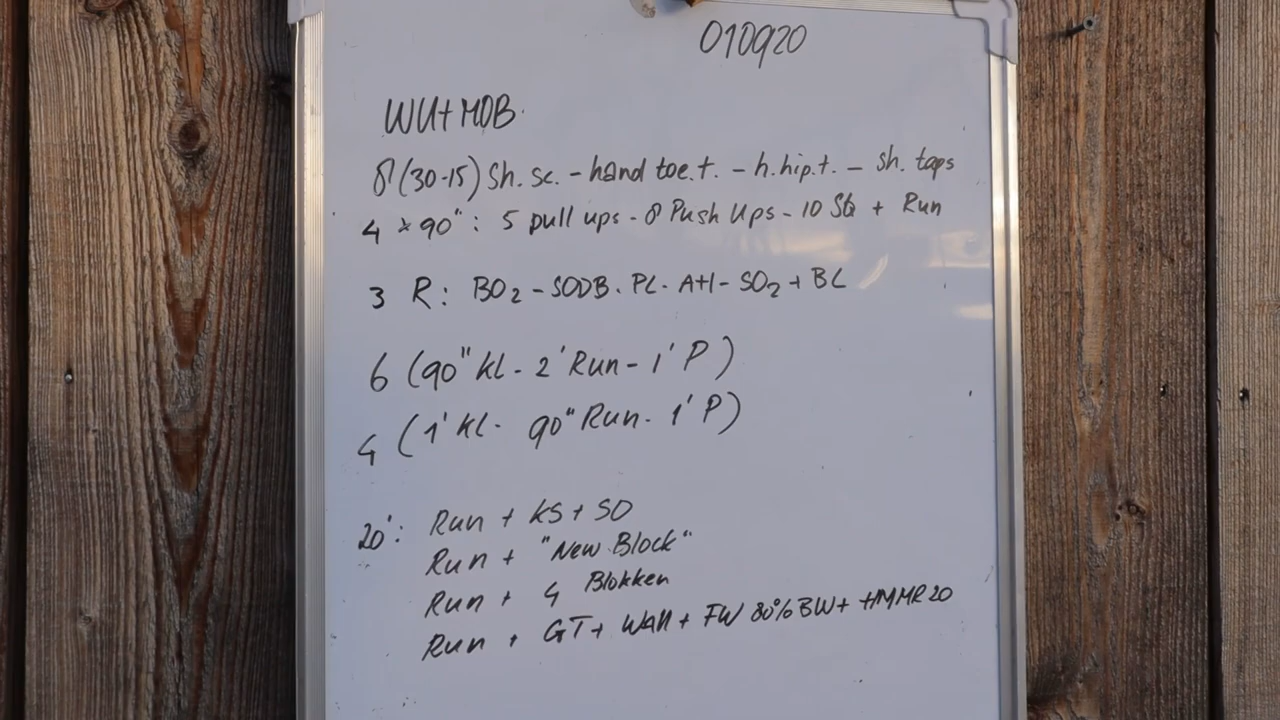 010920
WU+MOB.
8(30-15) Sh. sc. - hand toe.t. - h.hip.t. - sh. taps
4 x 90": 5 pull ups - 8 Push Ups - 10 Sq + Run
3 R: BO2 - SODB. PL. A+I - SO2 + BL
6 (90" kl - 2' Run - 1' P)
4 (1' kl - 90" Run - 1' P)
20': Run + KS + SO
Run + "New Block"
Run + 4 Blokken
Run + GT + Wall + FW 80% BW + HMMR 20